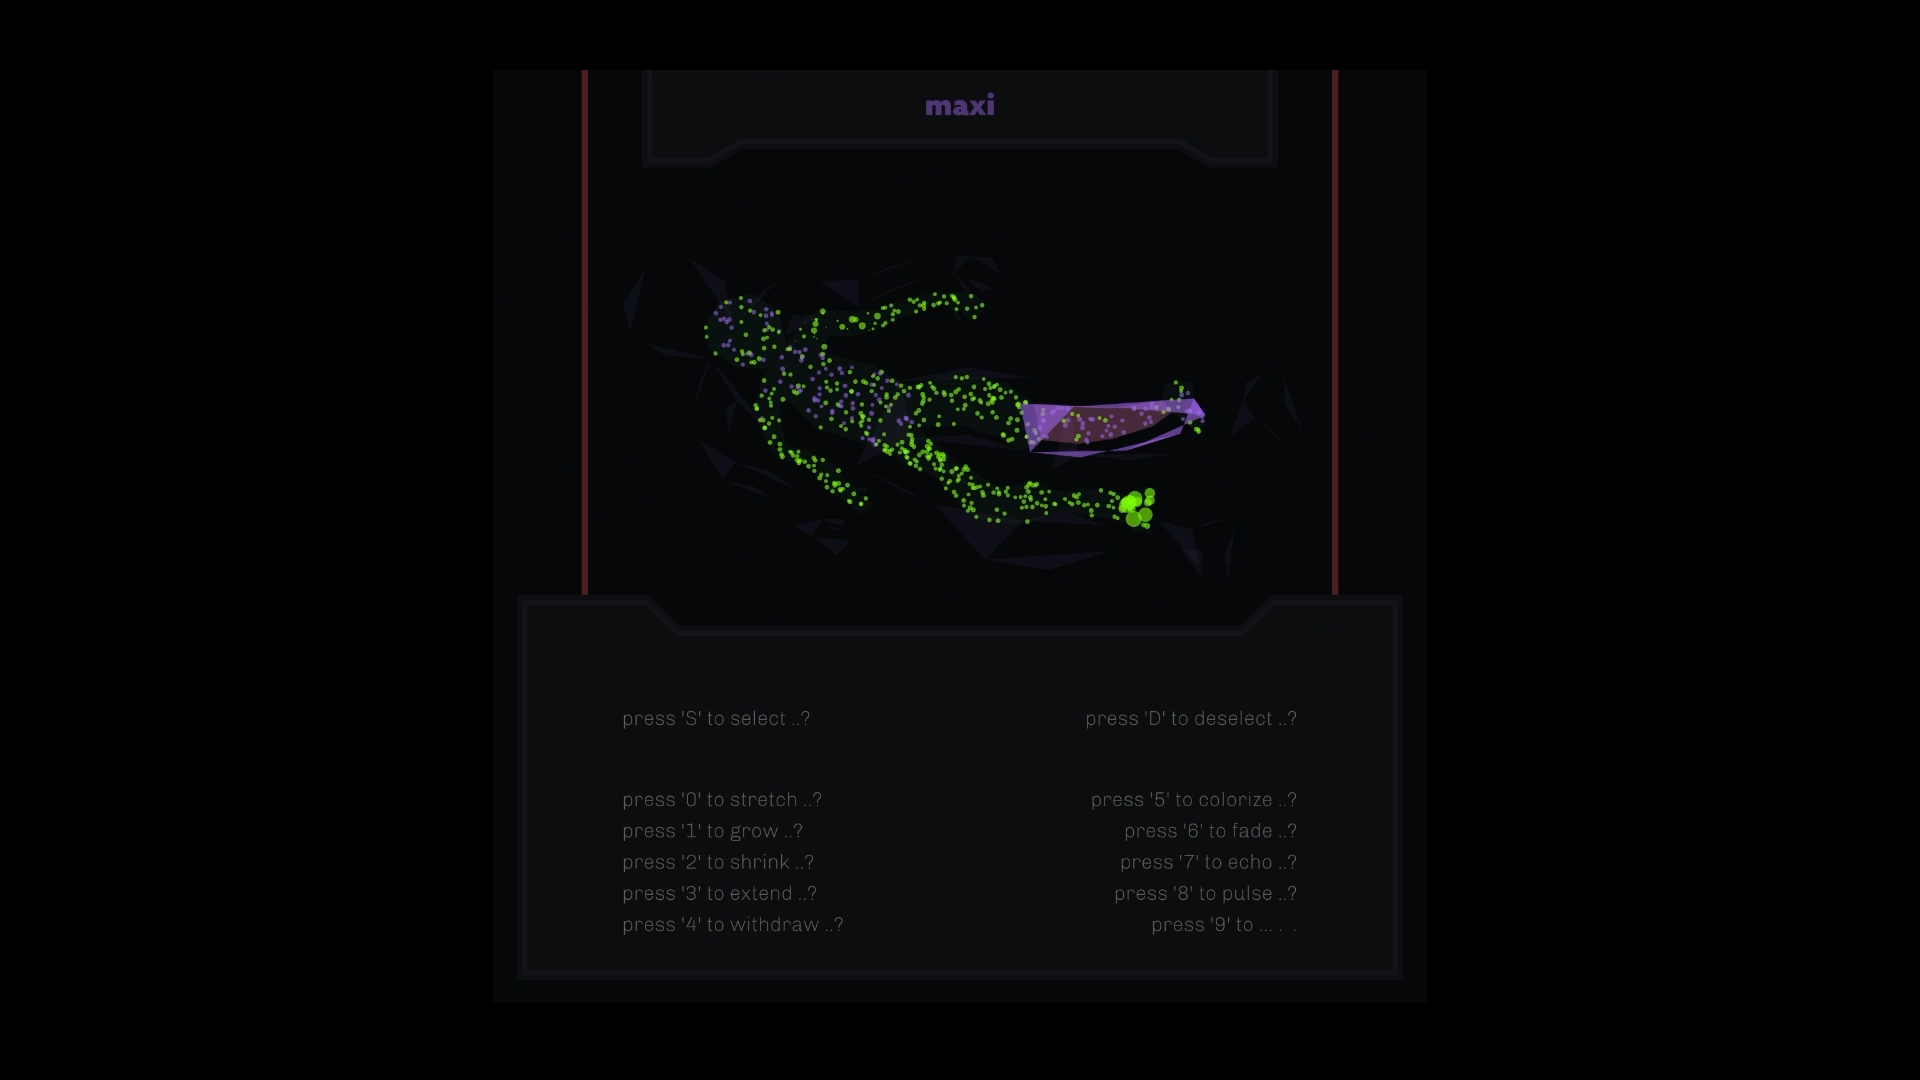 maxi
press 'S' to select ..?
press 'D' to deselect ..?
press '0' to stretch ..?
press '5' to colorize ..?
press '1' to grow ..?
press '6' to fade ..?
press '2' to shrink ..?
press '7' to echo ..?
press '3' to extend ..?
press '8' to pulse ..?
press '4' to withdraw ..?
press '9' to ... .  .